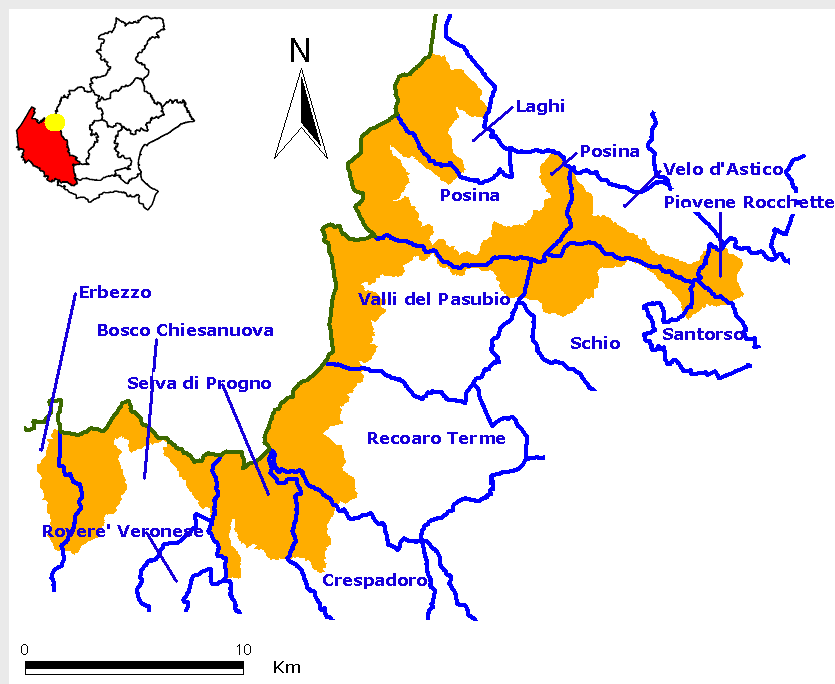 N
Laghi
Posina
Velo d'Astico
Posina
Piovene Rocchette
Erbezzo
Valli del Pasubio
Bosco Chiesanuova
Schio
Santorso
Selva di Progno
Recoaro Terme
Rovere' Veronese
Crespadoro
0 10
Km